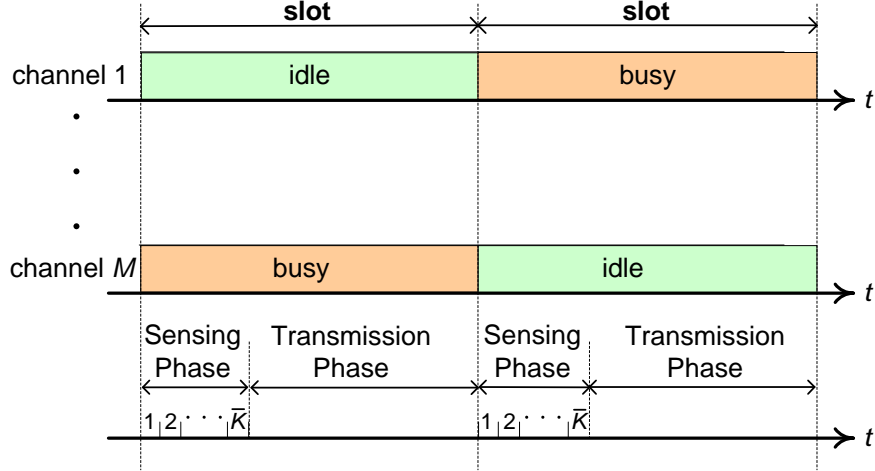 slot slot
channel 1 idle busy t
channel M busy idle t
Sensing Phase Transmission Phase Sensing Phase Transmission Phase
1 2 · · · K̅ 1 2 · · · K̅ t